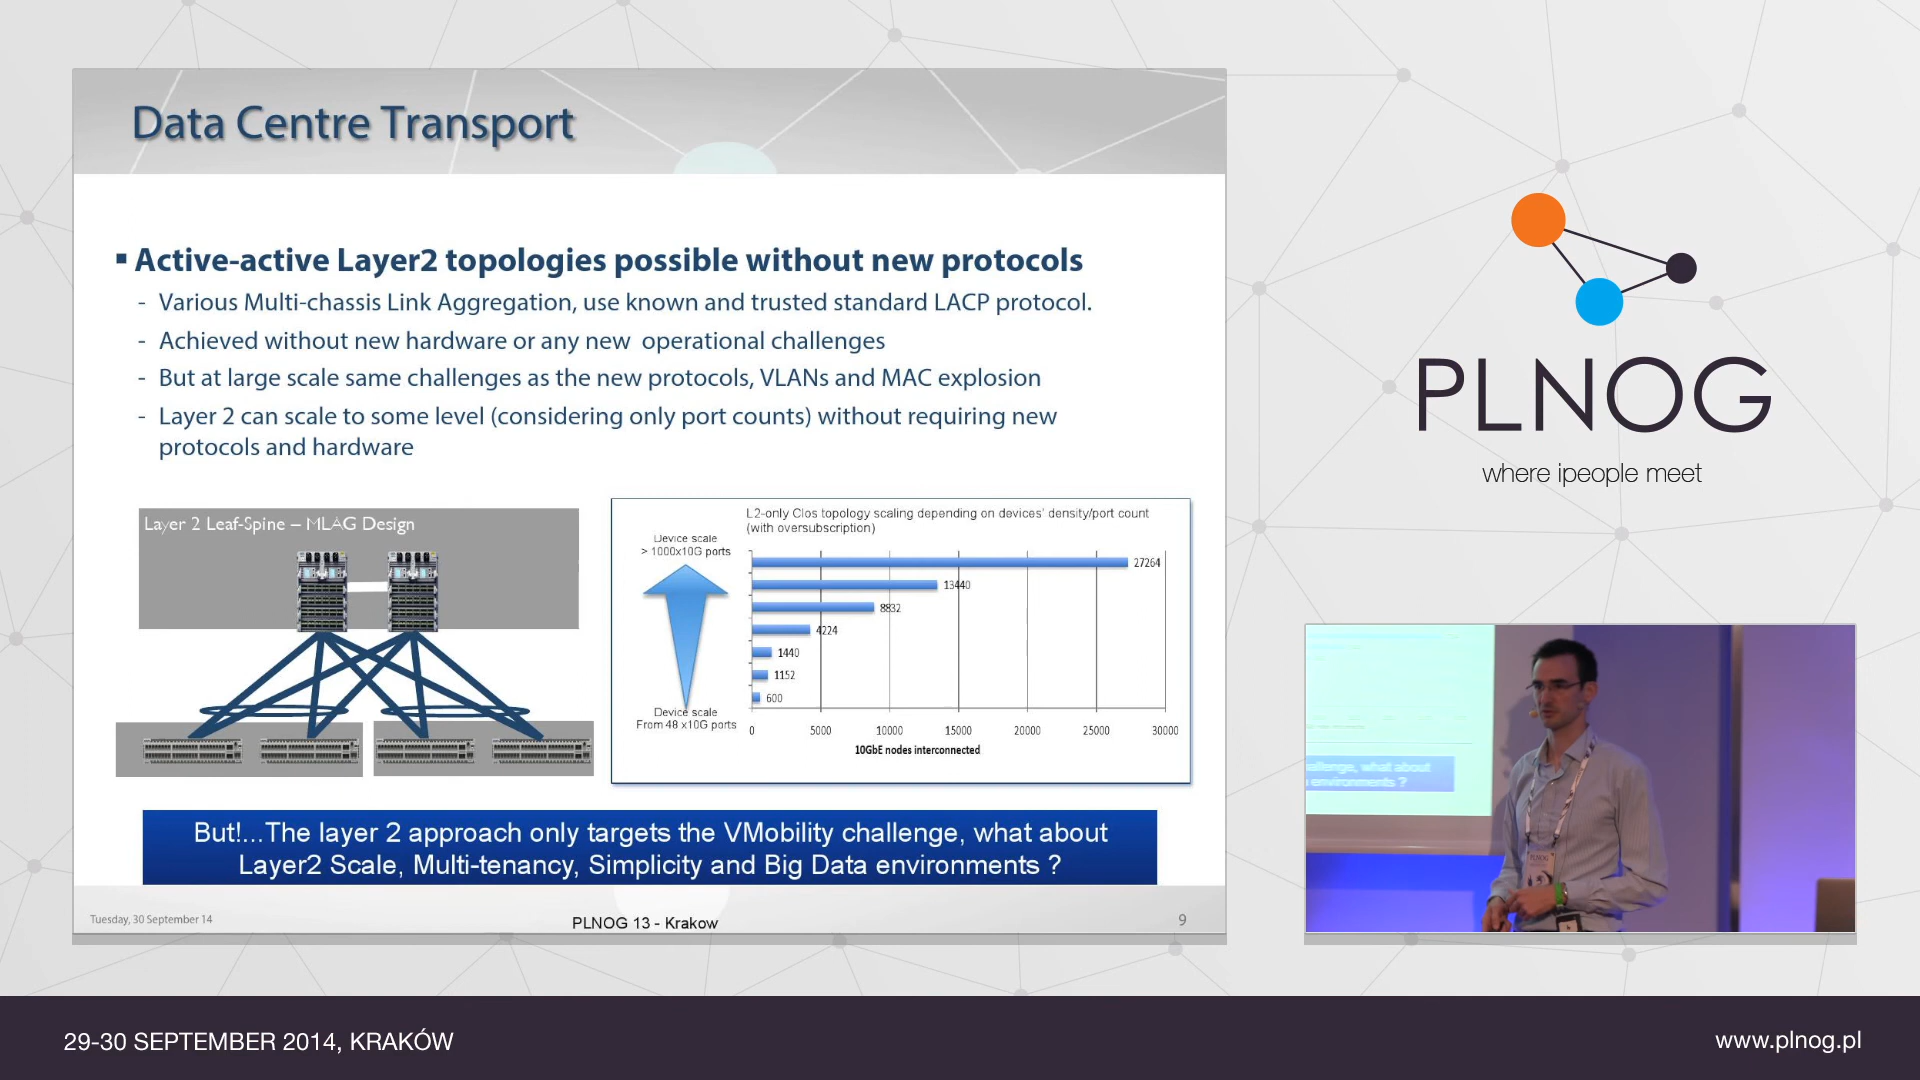 Data Centre Transport
▪ Active-active Layer2 topologies possible without new protocols
- Various Multi-chassis Link Aggregation, use known and trusted standard LACP protocol.
- Achieved without new hardware or any new operational challenges
- But at large scale same challenges as the new protocols, VLANs and MAC explosion
- Layer 2 can scale to some level (considering only port counts) without requiring new
protocols and hardware
Layer 2 Leaf-Spine – MLAG Design
L2-only Clos topology scaling depending on devices' density/port count
(with oversubscription)
Device scale
> 1000x10G ports
27264
13440
8832
4224
1440
1152
600
Device scale
From 48 x10G ports
0 5000 10000 15000 20000 25000 30000
10GbE nodes interconnected
But!...The layer 2 approach only targets the VMobility challenge, what about
Layer2 Scale, Multi-tenancy, Simplicity and Big Data environments ?
Tuesday, 30 September 14
PLNOG 13 - Krakow
9
PLNOG
where ipeople meet
allenge, what about
environments ?
PLNOG
29-30 SEPTEMBER 2014, KRAKÓW
www.plnog.pl